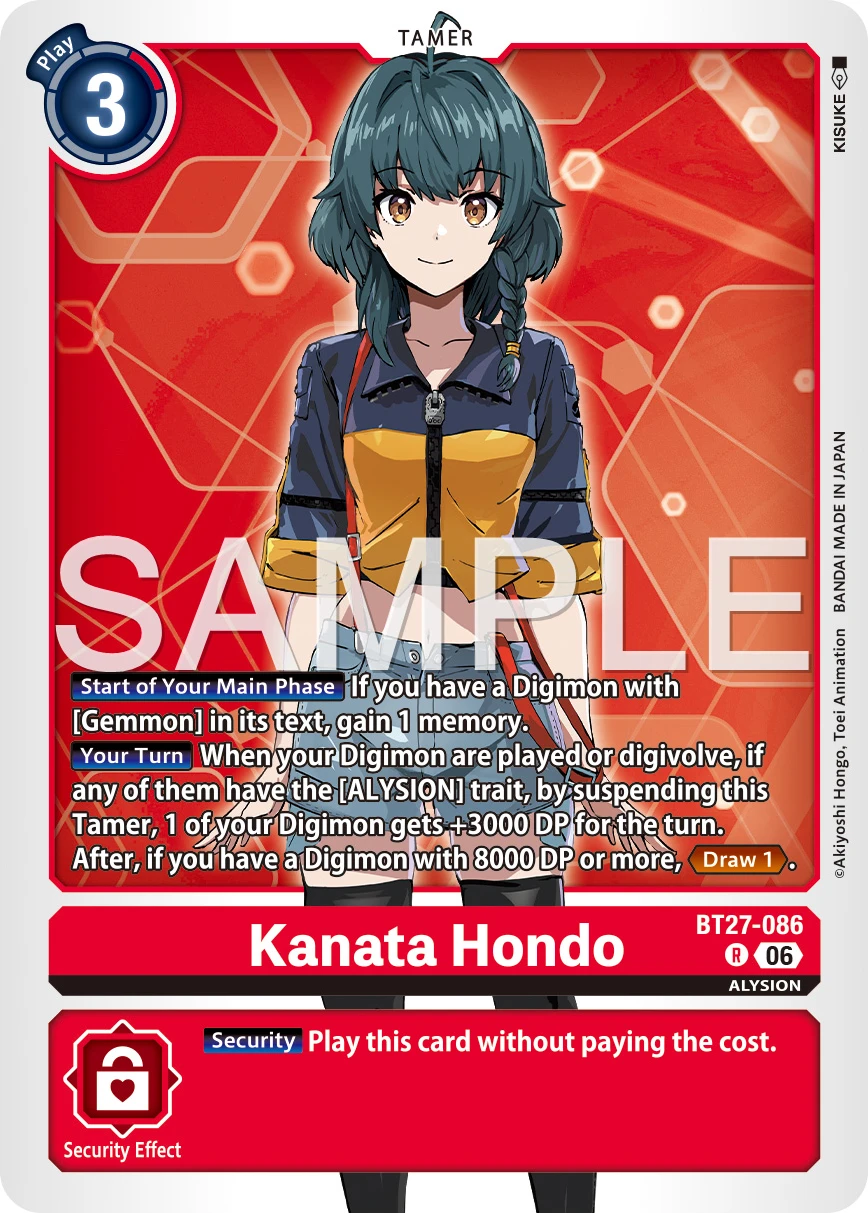 TAMER
Play
3
KISUKE
SAMPLE
Start of Your Main Phase If you have a Digimon with
[Gemmon] in its text, gain 1 memory.
Your Turn When your Digimon are played or digivolve, if
any of them have the [ALYSION] trait, by suspending this
Tamer, 1 of your Digimon gets +3000 DP for the turn.
After, if you have a Digimon with 8000 DP or more, Draw 1.
©Akiyoshi Hongo, Toei Animation BANDAI MADE IN JAPAN
Kanata Hondo
BT27-086
R 06
ALYSION
Security Play this card without paying the cost.
Security Effect